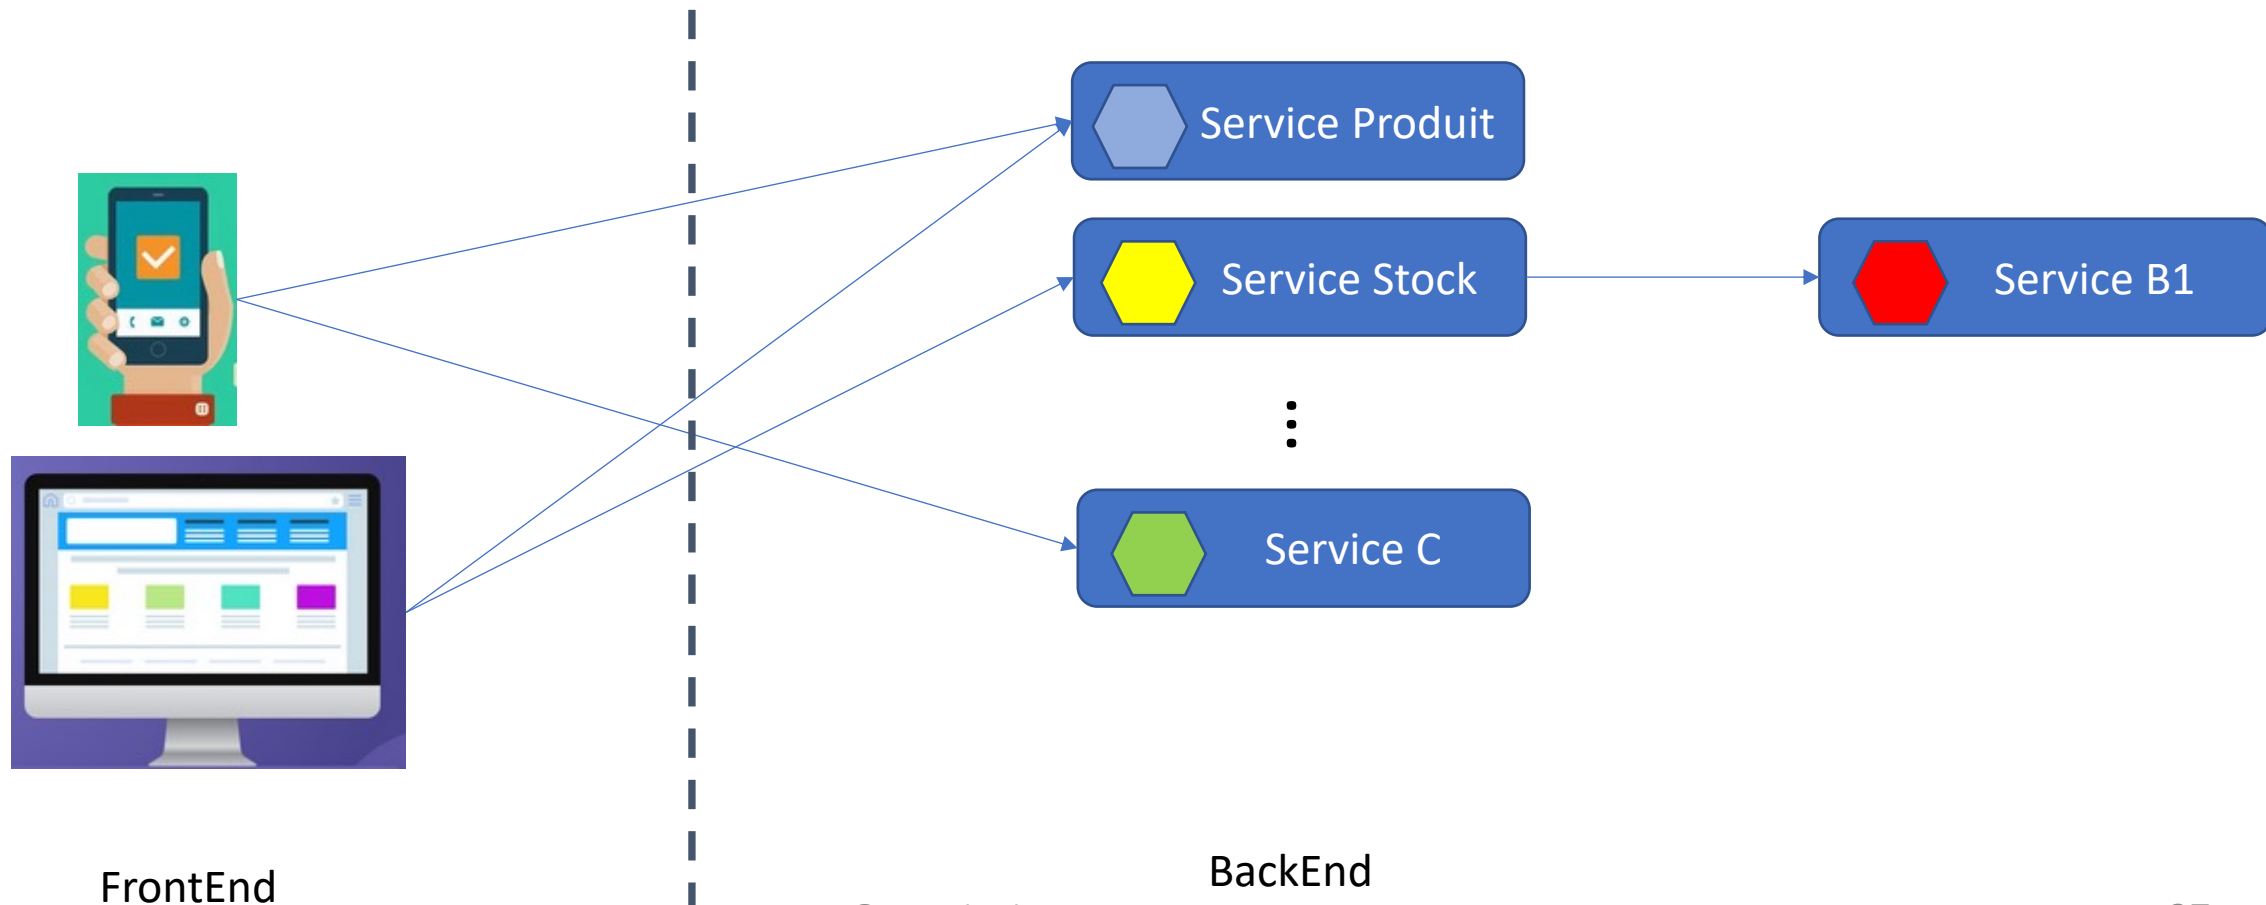 Service Produit
Service Stock
Service B1
Service C
BackEnd
FrontEnd